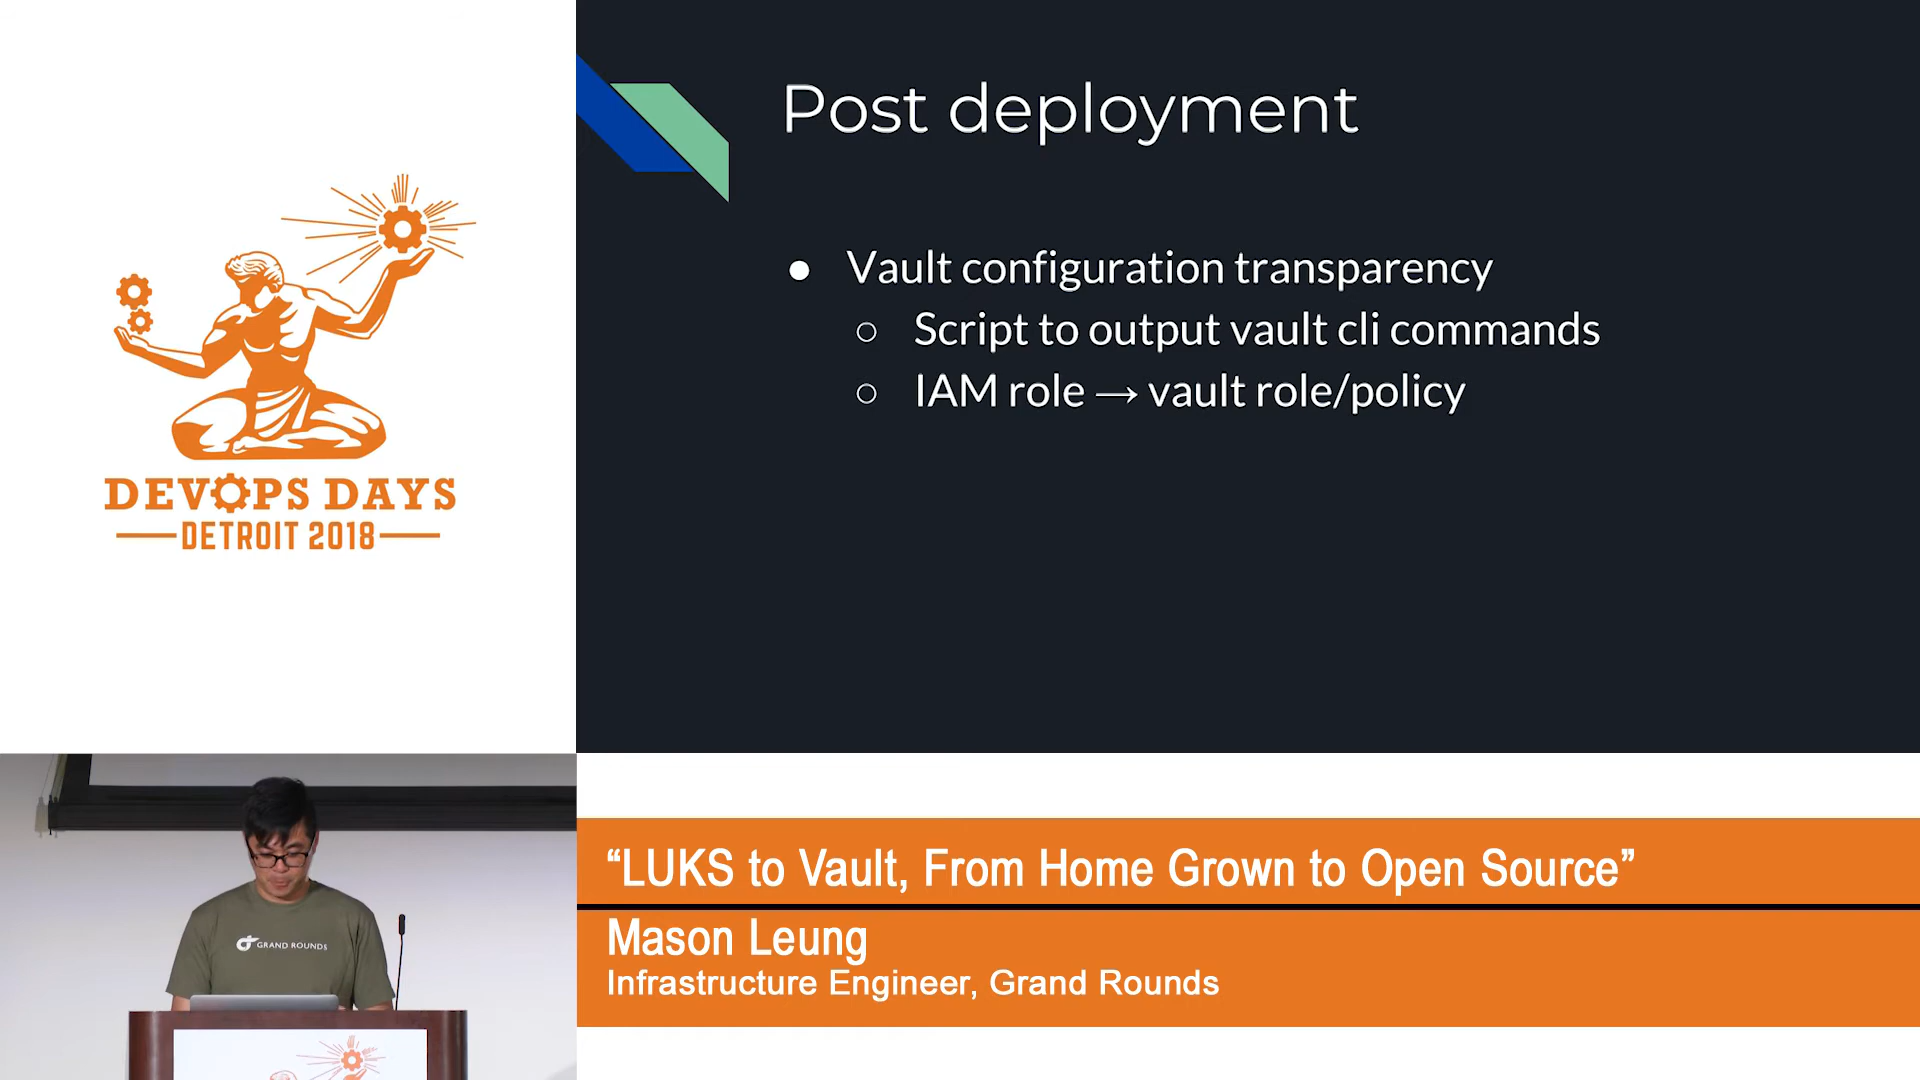 Post deployment
● Vault configuration transparency
○ Script to output vault cli commands
○ IAM role → vault role/policy
DEVOPS DAYS
DETROIT 2018
GRAND ROUNDS
“LUKS to Vault, From Home Grown to Open Source”
Mason Leung
Infrastructure Engineer, Grand Rounds